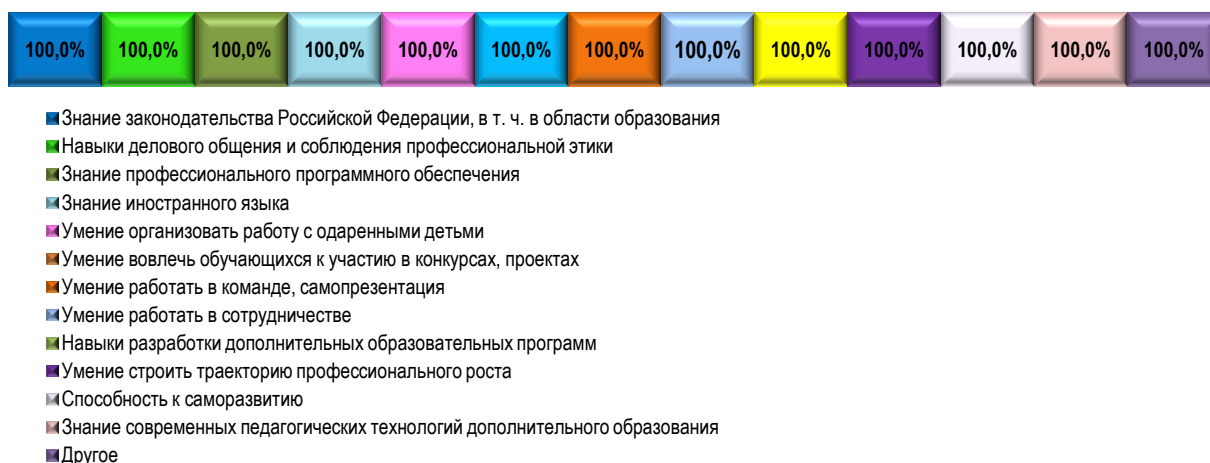 100,0% 100,0% 100,0% 100,0% 100,0% 100,0% 100,0% 100,0% 100,0% 100,0% 100,0% 100,0% 100,0%
Знание законодательства Российской Федерации, в т. ч. в области образования
Навыки делового общения и соблюдения профессиональной этики
Знание профессионального программного обеспечения
Знание иностранного языка
Умение организовать работу с одаренными детьми
Умение вовлечь обучающихся к участию в конкурсах, проектах
Умение работать в команде, самопрезентация
Умение работать в сотрудничестве
Навыки разработки дополнительных образовательных программ
Умение строить траекторию профессионального роста
Способность к саморазвитию
Знание современных педагогических технологий дополнительного образования
Другое